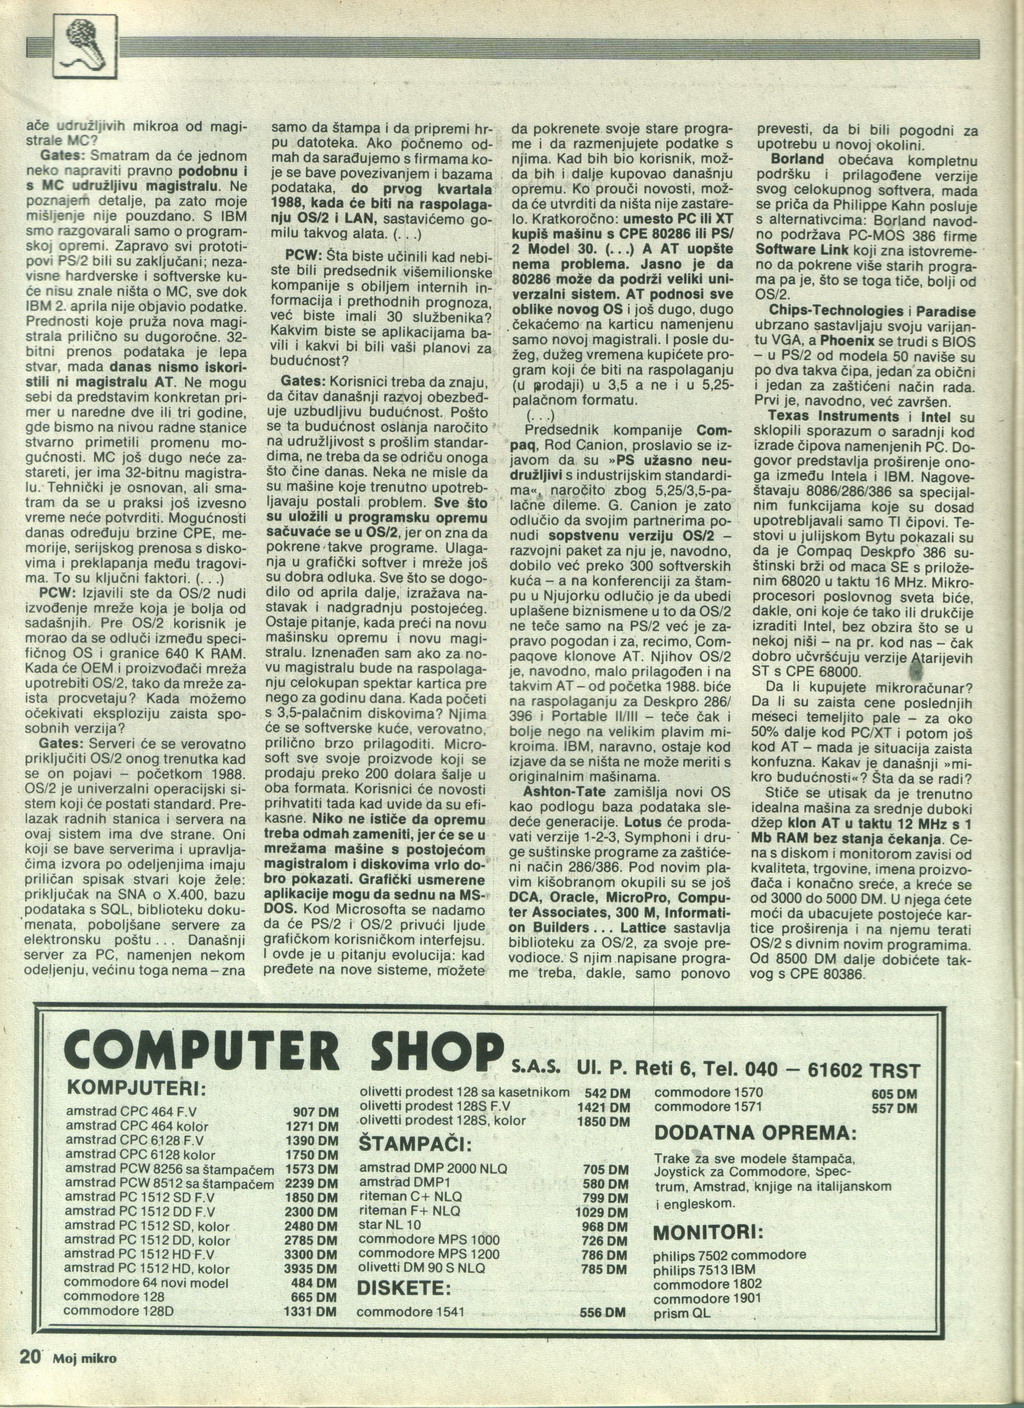 ače udružljivih mikroa od magi-
strale MC?
Gates: Smatram da će jednom
neko napraviti pravno podobnu i
s MC udružljivu magistralu. Ne
poznajem detalje, pa zato moje
mišljenje nije pouzdano. S IBM
smo razgovarali samo o program-
skoj opremi. Zapravo svi prototi-
povi PS/2 bili su zaključani; neza-
visne hardverske i softverske ku-
će nisu znale ništa o MC, sve dok
IBM 2. aprila nije objavio podatke.
Prednosti koje pruža nova magi-
strala prilično su dugoročne. 32-
bitni prenos podataka je lepa
stvar, mada danas nismo iskori-
stili ni magistralu AT. Ne mogu
sebi da predstavim konkretan pri-
mer u naredne dve ili tri godine,
gde bismo na nivou radne stanice
stvarno primetili promenu mo-
gućnosti. MC još dugo neće za-
stareti, jer ima 32-bitnu magistra-
lu. Tehnički je osnovan, ali sma-
tram da se u praksi još izvesno
vreme neće potvrditi. Mogućnosti
danas određuju brzine CPE, me-
morije, serijskog prenosa s disko-
vima i preklapanja među tragovi-
ma. To su ključni faktori. (. . .)
PCW: Izjavili ste da OS/2 nudi
izvođenje mreže koja je bolja od
sadašnjih. Pre OS/2 korisnik je
morao da se odluči između speci-
fičnog OS i granice 640 K RAM.
Kada će OEM i proizvođači mreža
upotrebiti OS/2, tako da mreže za-
ista procvetaju? Kada možemo
očekivati eksploziju zaista spo-
sobnih verzija?
Gates: Serveri će se verovatno
priključiti OS/2 onog trenutka kad
se on pojavi – početkom 1988.
OS/2 je univerzalni operacijski si-
stem koji će postati standard. Pre-
lazak radnih stanica i servera na
ovaj sistem ima dve strane. Oni
koji se bave serverima i upravlja-
čima izvora po odeljenjima imaju
priličan spisak stvari koje žele:
priključak na SNA o X.400, bazu
podataka s SQL, biblioteku doku-
menata, poboljšane servere za
elektronsku poštu . . . Današnji
server za PC, namenjen nekom
odeljenju, većinu toga nema – zna
samo da štampa i da pripremi hr-
pu datoteka. Ako počnemo od-
mah da sarađujemo s firmama ko-
je se bave povezivanjem i bazama
podataka, do prvog kvartala
1988, kada će biti na raspolaga-
nju OS/2 i LAN, sastavićemo go-
milu takvog alata. (. . .)
PCW: Šta biste učinili kad nebi-
ste bili predsednik višemilionske
kompanije s obiljem internih in-
formacija i prethodnih prognoza,
već biste imali 30 službenika?
Kakvim biste se aplikacijama ba-
vili i kakvi bi bili vaši planovi za
budućnost?
Gates: Korisnici treba da znaju,
da čitav današnji razvoj obezbeđ-
uje uzbudljivu budućnost. Pošto
se ta budućnost oslanja naročito
na udružljivost s prošlim standar-
dima, ne treba da se odriču onoga
što čine danas. Neka ne misle da
su mašine koje trenutno upotreb-
ljavaju postali problem. Sve što
su uložili u programsku opremu
sačuvaće se u OS/2, jer on zna da
pokrene takve programe. Ulaga-
nja u grafički softver i mreže još
su dobra odluka. Sve što se dogo-
dilo od aprila dalje, izražava na-
stavak i nadgradnju postojećeg.
Ostaje pitanje, kada preći na novu
mašinsku opremu i novu magi-
stralu. Iznenađen sam ako za no-
vu magistralu bude na raspolaga-
nju celokupan spektar kartica pre
nego za godinu dana. Kada početi
s 3,5-palačnim diskovima? Njima
će se softverske kuće, verovatno,
prilično brzo prilagoditi. Micro-
soft sve svoje proizvode koji se
prodaju preko 200 dolara šalje u
oba formata. Korisnici će novosti
prihvatiti tada kad uvide da su efi-
kasne. Niko ne ističe da opremu
treba odmah zameniti, jer će se u
mrežama mašine s postojećom
magistralom i diskovima vrlo do-
bro pokazati. Grafički usmerene
aplikacije mogu da sednu na MS-
DOS. Kod Microsofta se nadamo
da će PS/2 i OS/2 privući ljude
grafičkom korisničkom interfejsu.
I ovde je u pitanju evolucija: kad
pređete na nove sisteme, možete
da pokrenete svoje stare progra-
me i da razmenjujete podatke s
njima. Kad bih bio korisnik, mož-
da bih i dalje kupovao današnju
opremu. Ko prouči novosti, mož-
da će utvrditi da ništa nije zastare-
lo. Kratkoročno: umesto PC ili XT
kupiš mašinu s CPE 80286 ili PS/
2 Model 30. (. . .) A AT uopšte
nema problema. Jasno je da
80286 može da podrži veliki uni-
verzalni sistem. AT podnosi sve
oblike novog OS i još dugo, dugo
čekaćemo na karticu namenjenu
samo novoj magistrali. I posle du-
žeg, dužeg vremena kupićete pro-
gram koji će biti na raspolaganju
(u prodaji) u 3,5 a ne i u 5,25-
palačnom formatu.
(. . .)
Predsednik kompanije Com-
paq, Rod Canion, proslavio se iz-
javom da su »PS užasno neu-
družljivi s industrijskim standardi-
ma«, naročito zbog 5,25/3,5-pa-
lačne dileme. G. Canion je zato
odlučio da svojim partnerima po-
nudi sopstvenu verziju OS/2 –
razvojni paket za nju je, navodno,
dobilo već preko 300 softverskih
kuća – a na konferenciji za štam-
pu u Njujorku odlučio je da ubedi
uplašene biznismene u to da OS/2
ne teče samo na PS/2 već je za-
pravo pogodan i za, recimo, Com-
paqove klonove AT. Njihov OS/2
je, navodno, malo prilagođen i na
takvim AT – od početka 1988. biće
na raspolaganju za Deskpro 286/
396 i Portable II/III – teče čak i
bolje nego na velikim plavim mi-
kroima. IBM, naravno, ostaje kod
izjave da se ništa ne može meriti s
originalnim mašinama.
Ashton-Tate zamišlja novi OS
kao podlogu baza podataka sle-
deće generacije. Lotus će proda-
vati verzije 1-2-3, Symphoni i dru-
ge suštinske programe za zaštiće-
ni način 286/386. Pod novim pla-
vim kišobranom okupili su se još
DCA, Oracle, MicroPro, Compu-
ter Associates, 300 M, Informati-
on Builders . . . Lattice sastavlja
biblioteku za OS/2, za svoje pre-
vodioce. S njim napisane progra-
me treba, dakle, samo ponovo
prevesti, da bi bili pogodni za
upotrebu u novoj okolini.
Borland obećava kompletnu
podršku i prilagođene verzije
svog celokupnog softvera, mada
se priča da Philippe Kahn posluje
s alternativcima: Borland navod-
no podržava PC-MOS 386 firme
Software Link koji zna istovreme-
no da pokrene više starih progra-
ma pa je, što se toga tiče, bolji od
OS/2.
Chips-Technologies i Paradise
ubrzano sastavljaju svoju varijan-
tu VGA, a Phoenix se trudi s BIOS
– u PS/2 od modela 50 naviše su
po dva takva čipa, jedan za obični
i jedan za zaštićeni način rada.
Prvi je, navodno, već završen.
Texas Instruments i Intel su
sklopili sporazum o saradnji kod
izrade čipova namenjenih PC. Do-
govor predstavlja proširenje ono-
ga između Intela i IBM. Nagove-
štavaju 8086/286/386 sa specijal-
nim funkcijama koje su dosad
upotrebljavali samo TI čipovi. Te-
stovi u julijskom Bytu pokazali su
da je Compaq Deskpro 386 su-
štinski brži od maca SE s prilože-
nim 68020 u taktu 16 MHz. Mikro-
procesori poslovnog sveta biće,
dakle, oni koje će tako ili drukčije
izraditi Intel, bez obzira što se u
nekoj niši – na pr. kod nas – čak
dobro učvršćuju verzije Atarijevih
ST s CPE 68000.
Da li kupujete mikroračunar?
Da li su zaista cene poslednjih
meseci temeljito pale – za oko
50% dalje kod PC/XT i potom još
kod AT – mada je situacija zaista
konfuzna. Kakav je današnji »mi-
kro budućnosti«? Šta da se radi?
Stiče se utisak da je trenutno
idealna mašina za srednje duboki
džep klon AT u taktu 12 MHz s 1
Mb RAM bez stanja čekanja. Ce-
na s diskom i monitorom zavisi od
kvaliteta, trgovine, imena proizvo-
đača i konačno sreće, a kreće se
od 3000 do 5000 DM. U njega ćete
moći da ubacujete postojeće kar-
tice proširenja i na njemu terati
OS/2 s divnim novim programima.
Od 8500 DM dalje dobićete tak-
vog s CPE 80386.
COMPUTER SHOP S.A.S. Ul. P. Reti 6, Tel. 040 – 61602 TRST
KOMPJUTERI:
amstrad CPC 464 F.V 907 DM
amstrad CPC 464 kolor 1271 DM
amstrad CPC 6128 F.V 1390 DM
amstrad CPC 6128 kolor 1750 DM
amstrad PCW 8256 sa štampačem 1573 DM
amstrad PCW 8512 sa štampačem 2239 DM
amstrad PC 1512 SD F.V 1850 DM
amstrad PC 1512 DD F.V 2300 DM
amstrad PC 1512 SD, kolor 2480 DM
amstrad PC 1512 DD, kolor 2785 DM
amstrad PC 1512 HD F.V 3300 DM
amstrad PC 1512 HD, kolor 3935 DM
commodore 64 novi model 484 DM
commodore 128 665 DM
commodore 128D 1331 DM
olivetti prodest 128 sa kasetnikom 542 DM
olivetti prodest 128S F.V 1421 DM
olivetti prodest 128S, kolor 1850 DM
ŠTAMPAČI:
amstrad DMP 2000 NLQ 705 DM
amstrad DMP1 580 DM
riteman C+ NLQ 799 DM
riteman F+ NLQ 1029 DM
star NL 10 968 DM
commodore MPS 1000 726 DM
commodore MPS 1200 786 DM
olivetti DM 90 S NLQ 785 DM
DISKETE:
commodore 1541 556 DM
commodore 1570 605 DM
commodore 1571 557 DM
DODATNA OPREMA:
Trake za sve modele štampača,
Joystick za Commodore, Spec-
trum, Amstrad, knjige na italijanskom
i engleskom.
MONITORI:
philips 7502 commodore
philips 7513 IBM
commodore 1802
commodore 1901
prism QL
20 Moj mikro